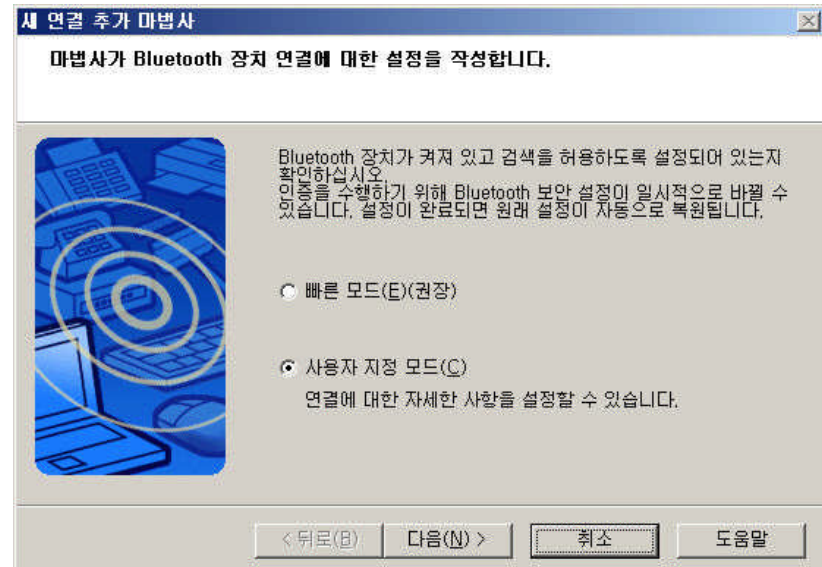 새 연결 추가 마법사
마법사가 Bluetooth 장치 연결에 대한 설정을 작성합니다.
Bluetooth 장치가 켜져 있고 검색을 허용하도록 설정되어 있는지
확인하십시오.
인증을 수행하기 위해 Bluetooth 보안 설정이 일시적으로 바뀔 수
있습니다. 설정이 완료되면 원래 설정이 자동으로 복원됩니다.
빠른 모드(E)(권장)
사용자 지정 모드(C)
연결에 대한 자세한 사항을 설정할 수 있습니다.
< 뒤로(B) 다음(N) > 취소 도움말